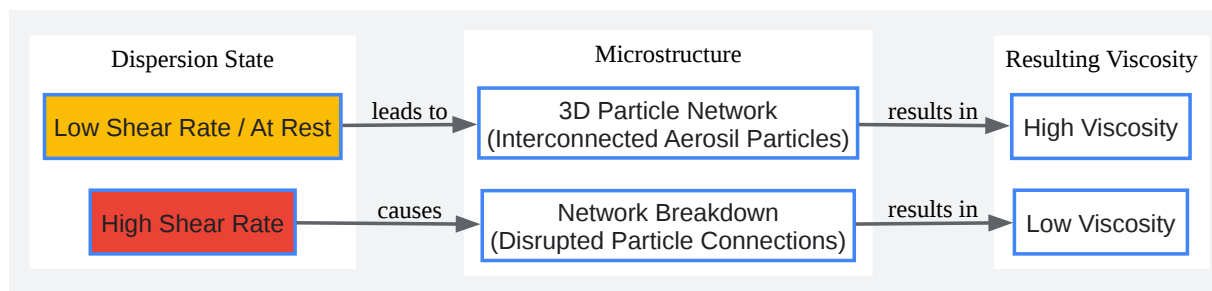 Dispersion State
Microstructure
Resulting Viscosity
Low Shear Rate / At Rest
leads to
3D Particle Network
(Interconnected Aerosil Particles)
results in
High Viscosity
High Shear Rate
causes
Network Breakdown
(Disrupted Particle Connections)
results in
Low Viscosity